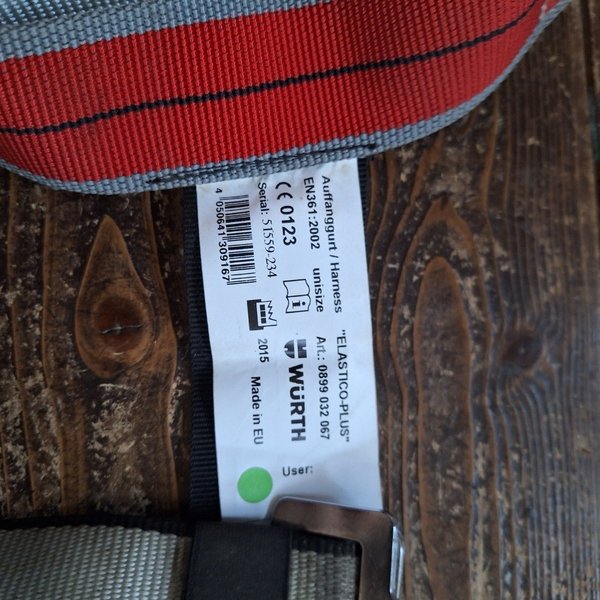 Auffanggurt / Harness "ELASTICO-PLUS"
EN361:2002 unisize Art.: 0899 032 067
CE 0123
i
WÜRTH
User:
Serial: 51559-234
2015 Made in EU
4 050641 309167